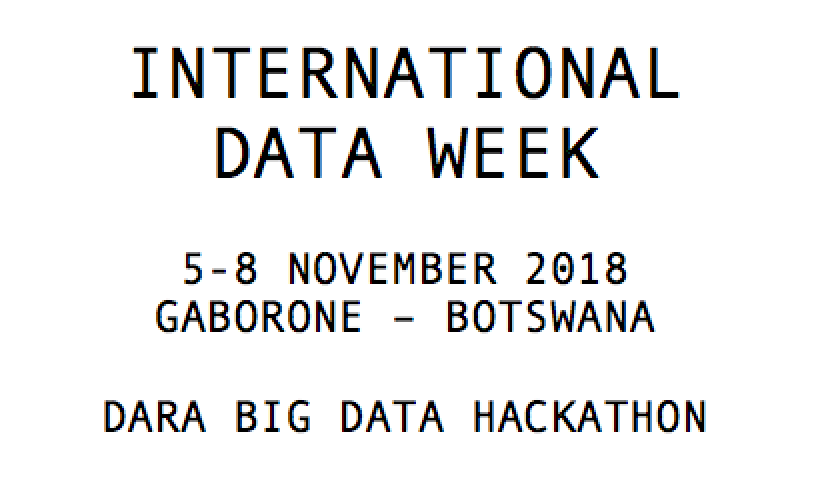 INTERNATIONAL
DATA WEEK
5-8 NOVEMBER 2018
GABORONE – BOTSWANA
DARA BIG DATA HACKATHON